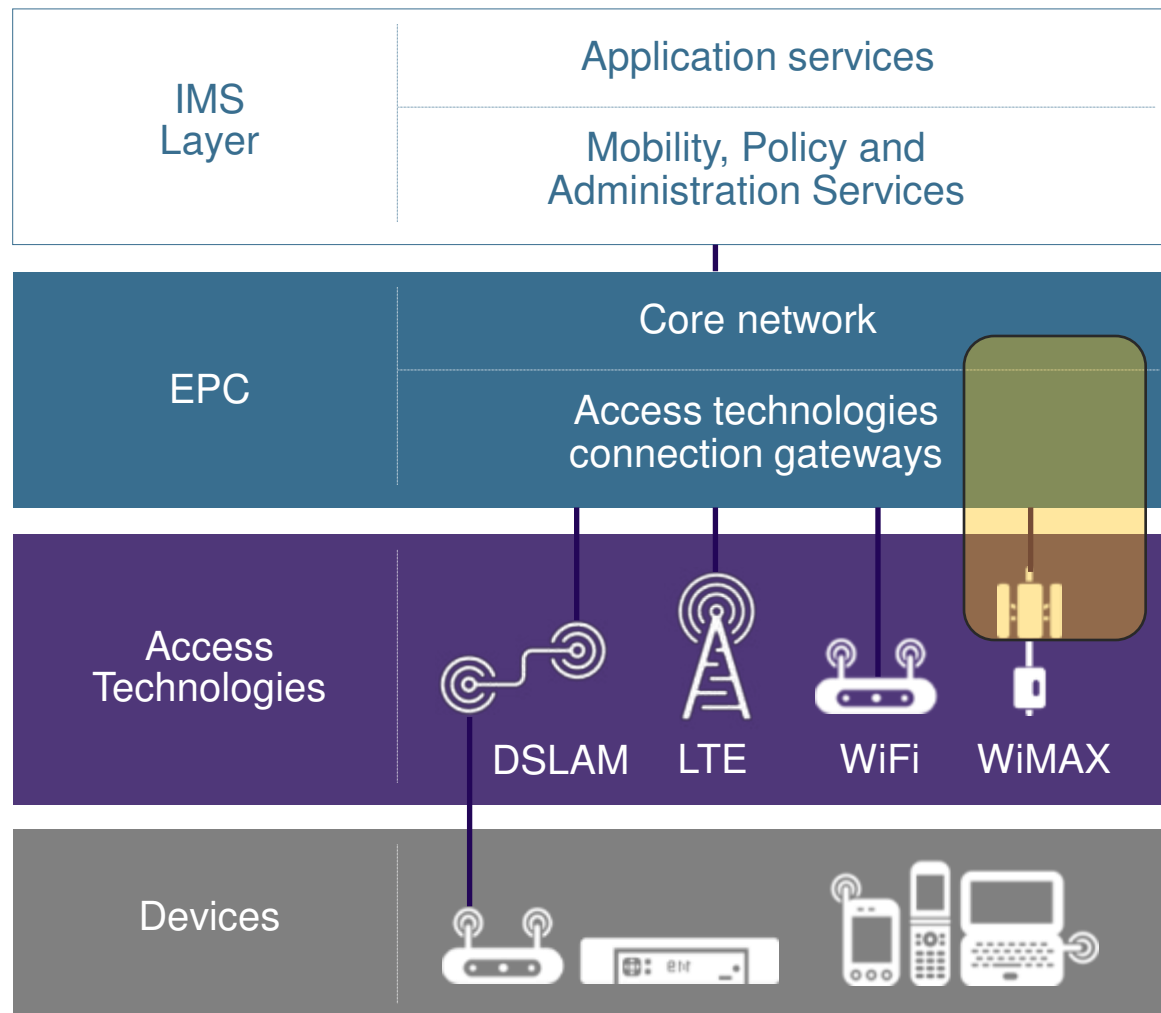 IMS
Layer
Application services
Mobility, Policy and
Administration Services
EPC
Core network
Access technologies
connection gateways
Access
Technologies
DSLAM
LTE
WiFi
WiMAX
Devices